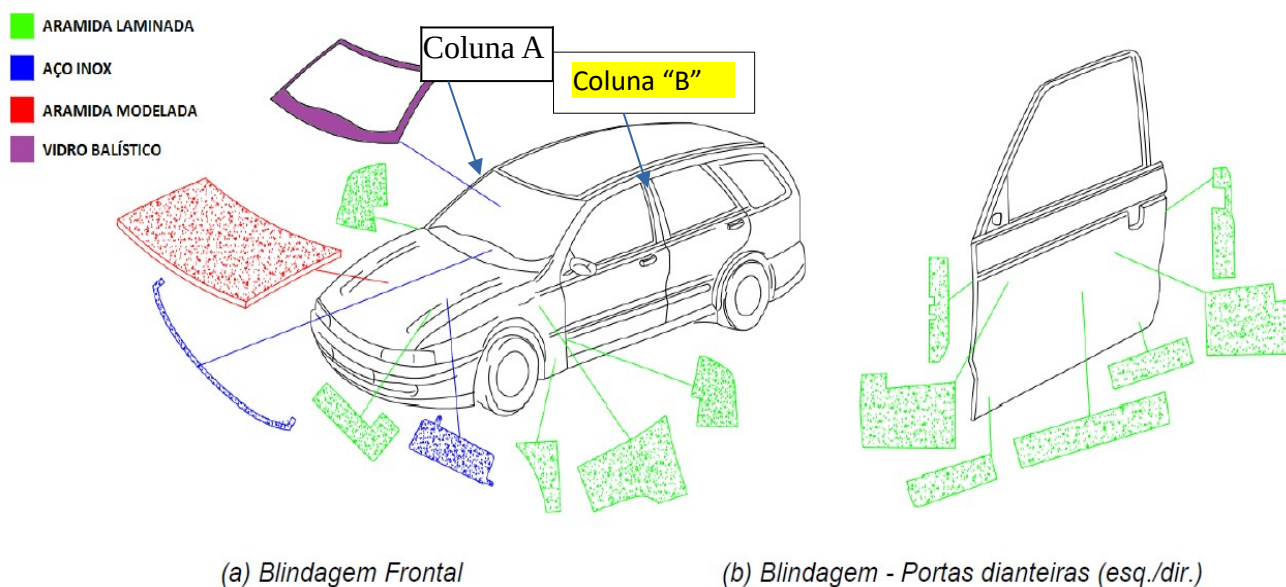 ARAMIDA LAMINADA
AÇO INOX
ARAMIDA MODELADA
VIDRO BALÍSTICO
Coluna A
Coluna “B”
(a) Blindagem Frontal
(b) Blindagem - Portas dianteiras (esq./dir.)